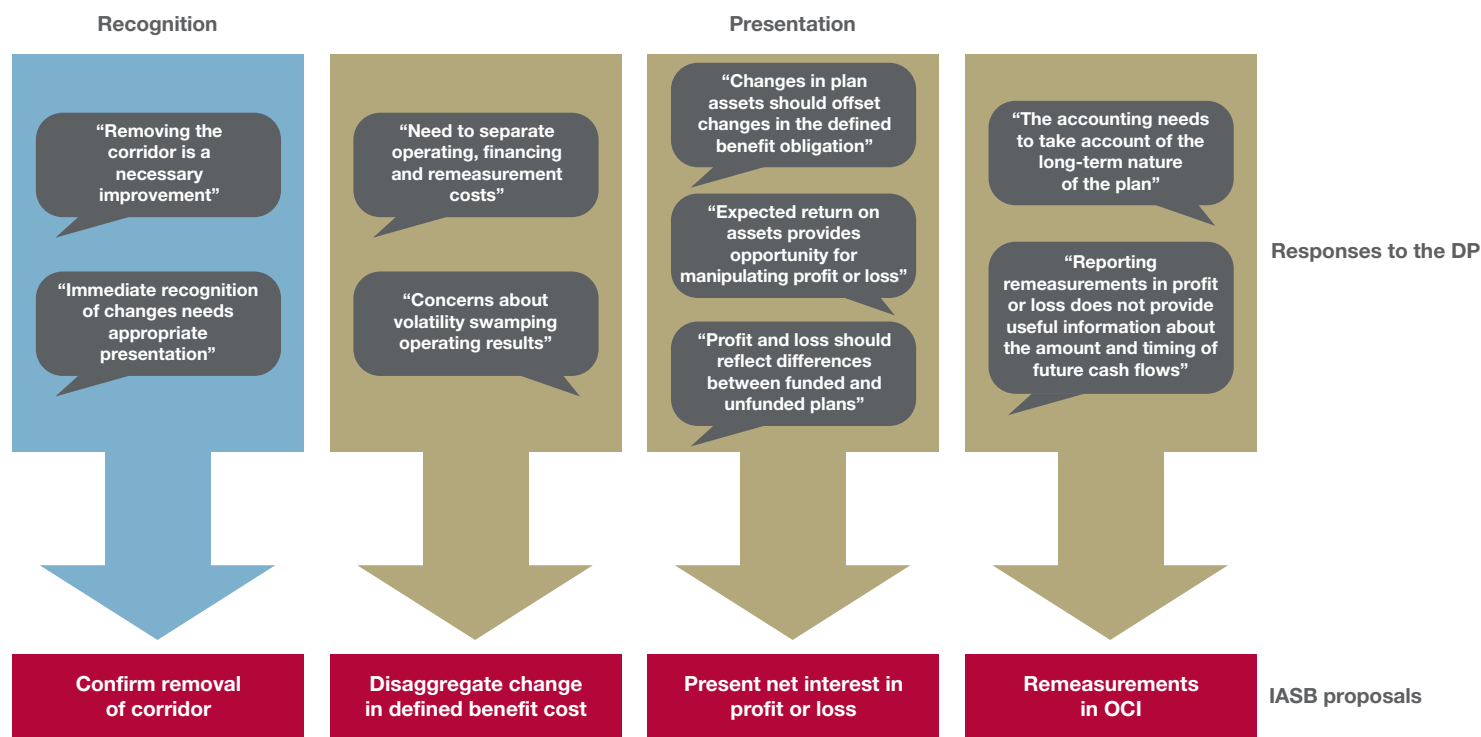 Recognition
Presentation
“Removing the
corridor is a
necessary
improvement”
“Immediate recognition
of changes needs
appropriate
presentation”
“Need to separate
operating, financing
and remeasurement
costs”
“Concerns about
volatility swamping
operating results”
“Changes in plan
assets should offset
changes in the defined
benefit obligation”
“Expected return on
assets provides
opportunity for
manipulating profit or loss”
“Profit and loss should
reflect differences
between funded and
unfunded plans”
“The accounting needs
to take account of the
long-term nature
of the plan”
“Reporting
remeasurements in profit
or loss does not provide
useful information about
the amount and timing of
future cash flows”
Responses to the DP
Confirm removal
of corridor
Disaggregate change
in defined benefit cost
Present net interest in
profit or loss
Remeasurements
in OCI
IASB proposals